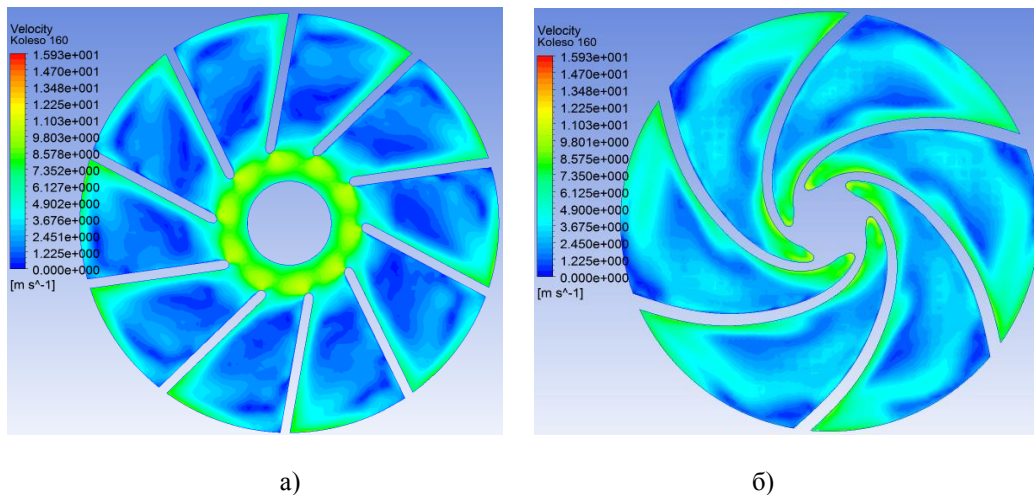 Velocity
Koleso 160
1.593e+001
1.470e+001
1.348e+001
1.225e+001
1.103e+001
9.803e+000
8.578e+000
7.352e+000
6.127e+000
4.902e+000
3.676e+000
2.451e+000
1.225e+000
0.000e+000
[m s^-1]
Velocity
Koleso 160
1.593e+001
1.470e+001
1.348e+001
1.225e+001
1.103e+001
9.801e+000
8.576e+000
7.350e+000
6.125e+000
4.900e+000
3.675e+000
2.450e+000
1.225e+000
0.000e+000
[m s^-1]
а)
б)